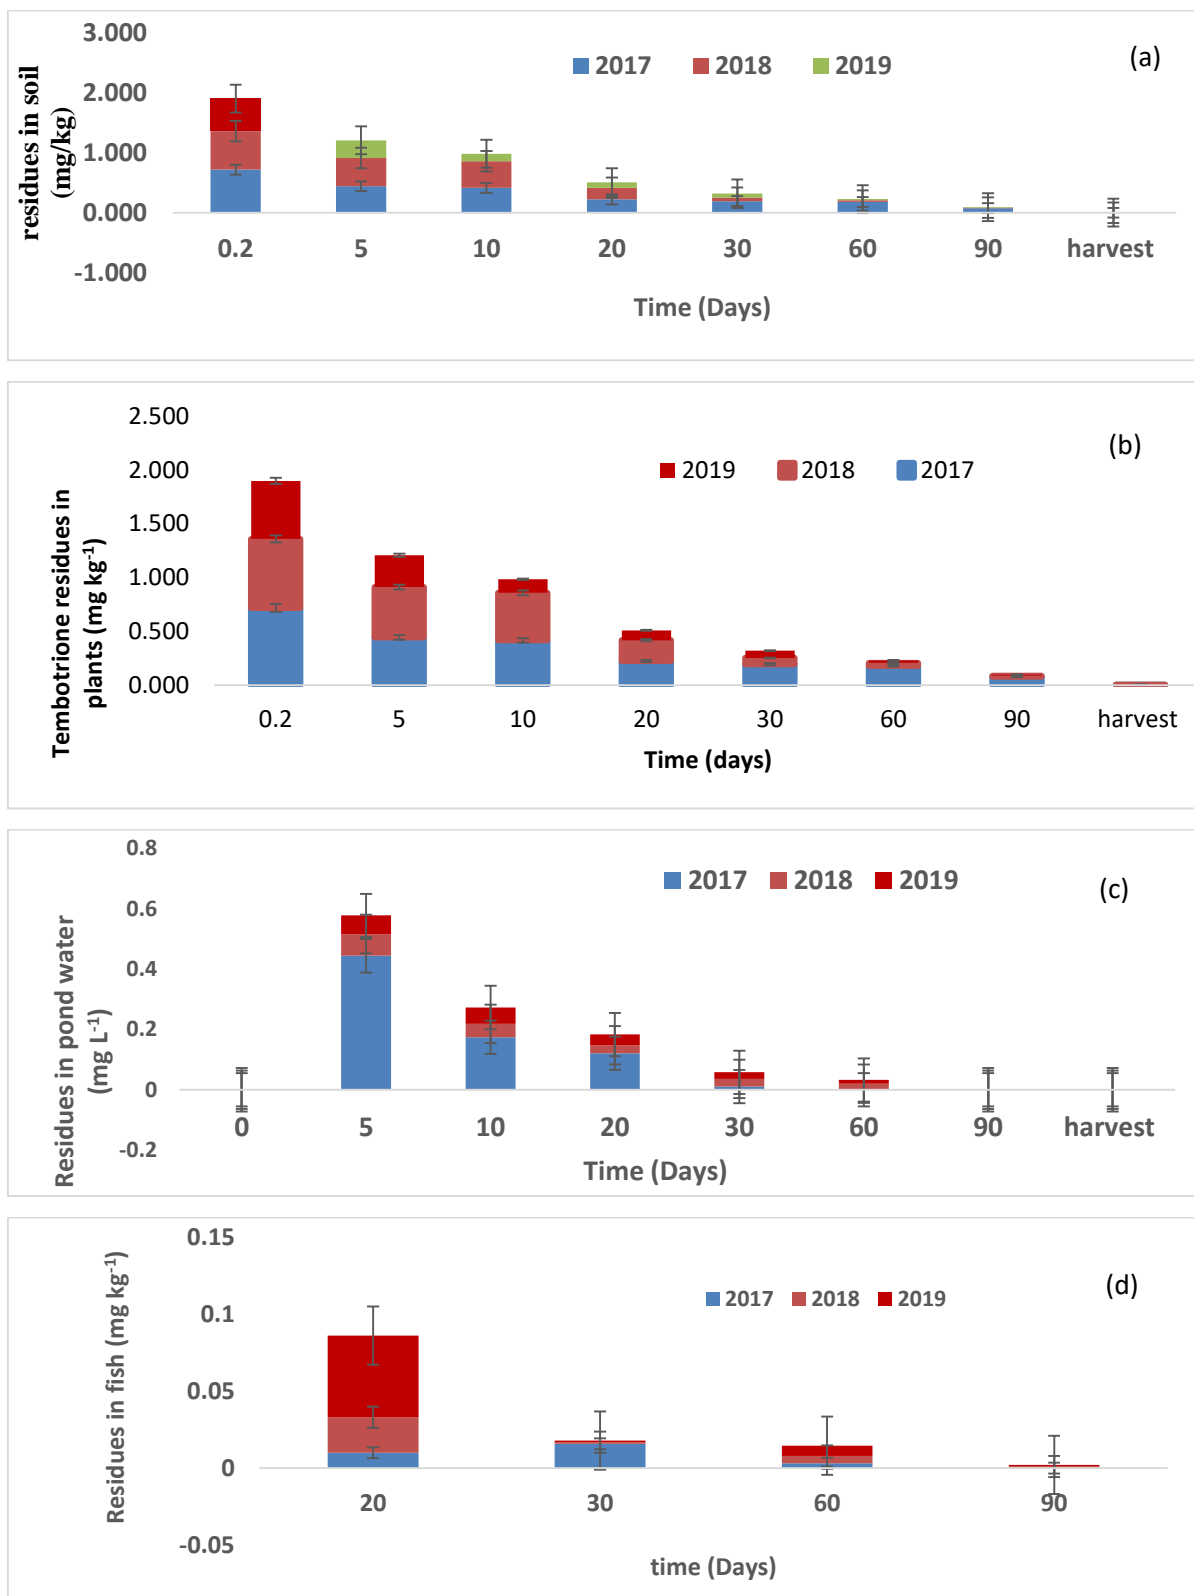 3.000
2.000
1.000
0.000
-1.000
residues in soil
(mg/kg)
2017 2018 2019
(a)
0.2 5 10 20 30 60 90 harvest
Time (Days)
2.500
2.000
1.500
1.000
0.500
0.000
Tembotrione residues in
plants (mg kg-1)
2019 2018 2017
(b)
0.2 5 10 20 30 60 90 harvest
Time (days)
0.8
0.6
0.4
0.2
0
-0.2
Residues in pond water
(mg L-1)
2017 2018 2019
(c)
0 5 10 20 30 60 90 harvest
Time (Days)
0.15
0.1
0.05
0
-0.05
Residues in fish (mg kg-1)
2017 2018 2019
(d)
20 30 60 90
time (Days)